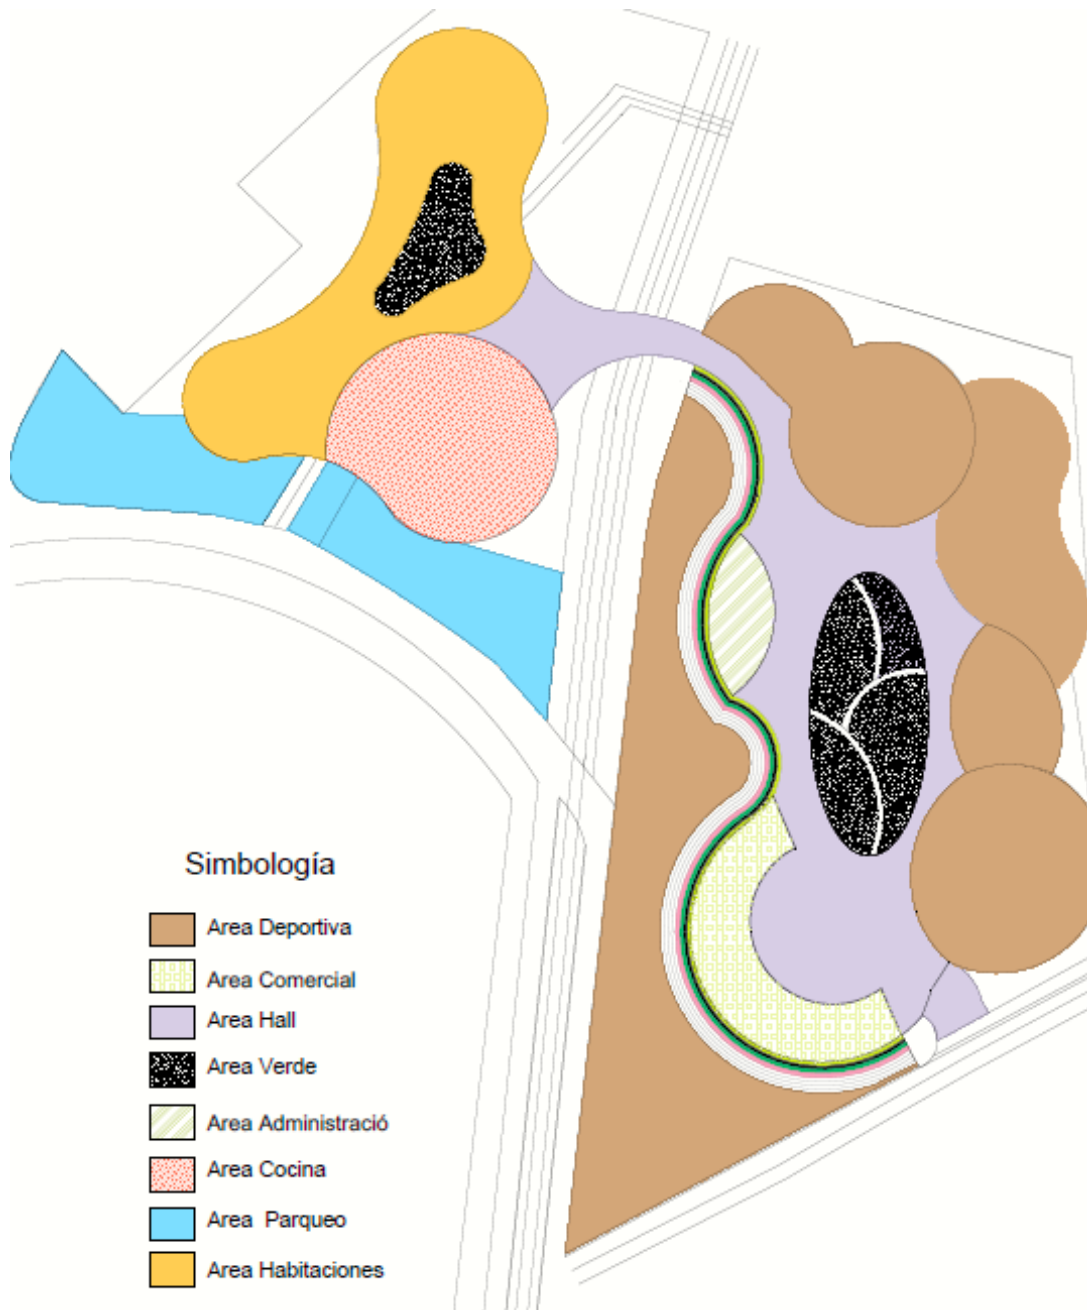 Simbología
Area Deportiva
Area Comercial
Area Hall
Area Verde
Area Administració
Area Cocina
Area Parqueo
Area Habitaciones